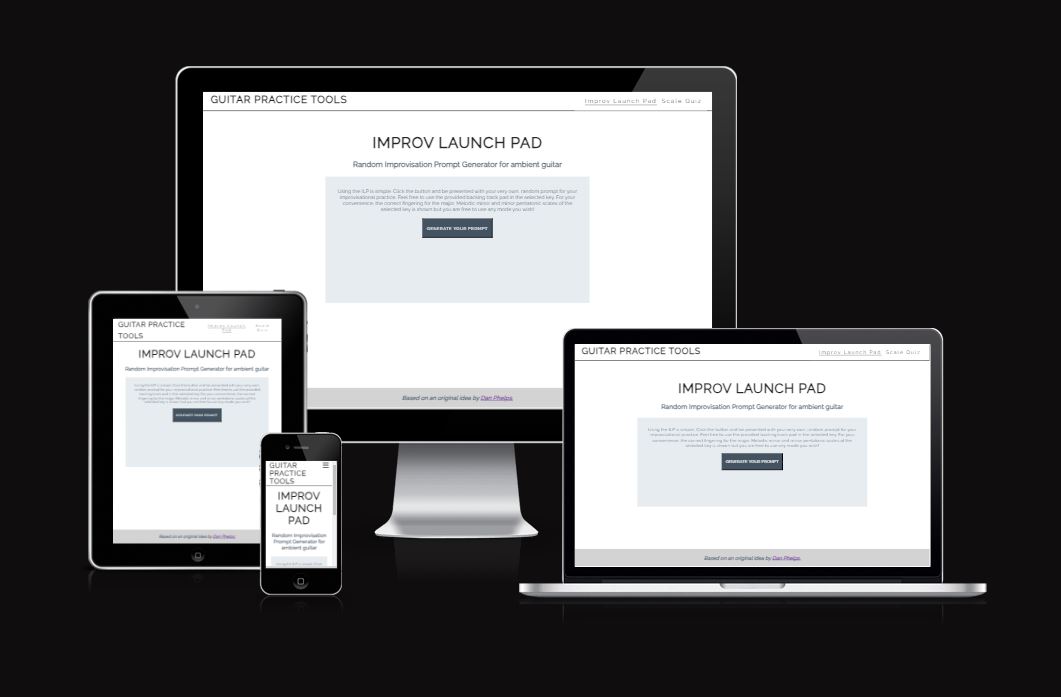 GUITAR PRACTICE TOOLS
Improv Launch Pad Scale Quiz
IMPROV LAUNCH PAD
Random Improvisation Prompt Generator for ambient guitar
Using the ILP is simple. Click the button and be presented with your very own, random prompt for your
improvisational practice. Feel free to use the provided backing track pad in the selected key. For your
convenience, the correct fingering for the major, Melodic minor and minor pentatonic scales of the
selected key is shown but you are free to use any mode you wish!
GENERATE YOUR PROMPT
Based on an original idea by Dan Phelps.
GUITAR PRACTICE
TOOLS
Improv Launch
Pad
Scale
Quiz
IMPROV LAUNCH PAD
Random Improvisation Prompt Generator for ambient guitar
GENERATE YOUR PROMPT
Based on an original idea by Dan Phelps.
GUITAR
PRACTICE
TOOLS
IMPROV
LAUNCH
PAD
Random Improvisation
Prompt Generator for
ambient guitar
GUITAR PRACTICE TOOLS
Improv Launch Pad Scale Quiz
IMPROV LAUNCH PAD
Random Improvisation Prompt Generator for ambient guitar
Using the ILP is simple. Click the button and be presented with your very own, random prompt for your
improvisational practice. Feel free to use the provided backing track pad in the selected key. For your
convenience, the correct fingering for the major, Melodic minor and minor pentatonic scales of the
selected key is shown but you are free to use any mode you wish!
GENERATE YOUR PROMPT
Based on an original idea by Dan Phelps.